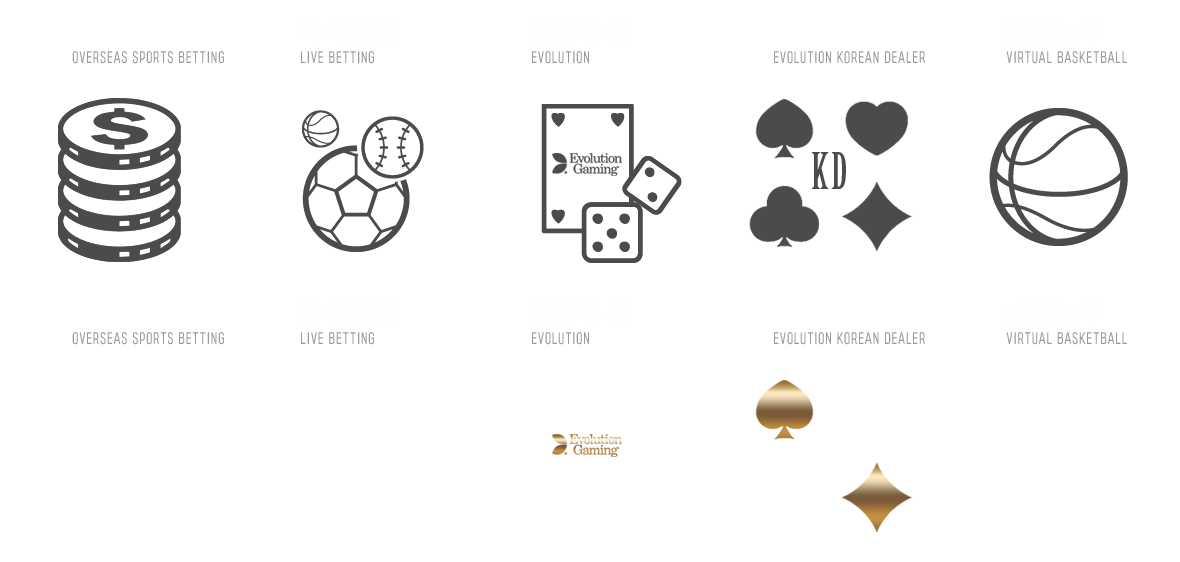 OVERSEAS SPORTS BETTING
LIVE BETTING
EVOLUTION
EVOLUTION KOREAN DEALER
VIRTUAL BASKETBALL
$
Evolution
Gaming
KD
OVERSEAS SPORTS BETTING
LIVE BETTING
EVOLUTION
EVOLUTION KOREAN DEALER
VIRTUAL BASKETBALL
Evolution
Gaming